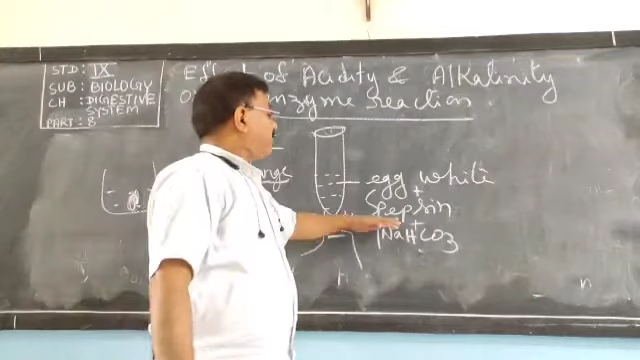 STD: IX
SUB: BIOLOGY
CH: DIGESTIVE
SYSTEM
PART: 8
Effect of Acidity & Alkalinity
on enzyme reaction.
egg white
+
Pepsin
+
NaHCO3